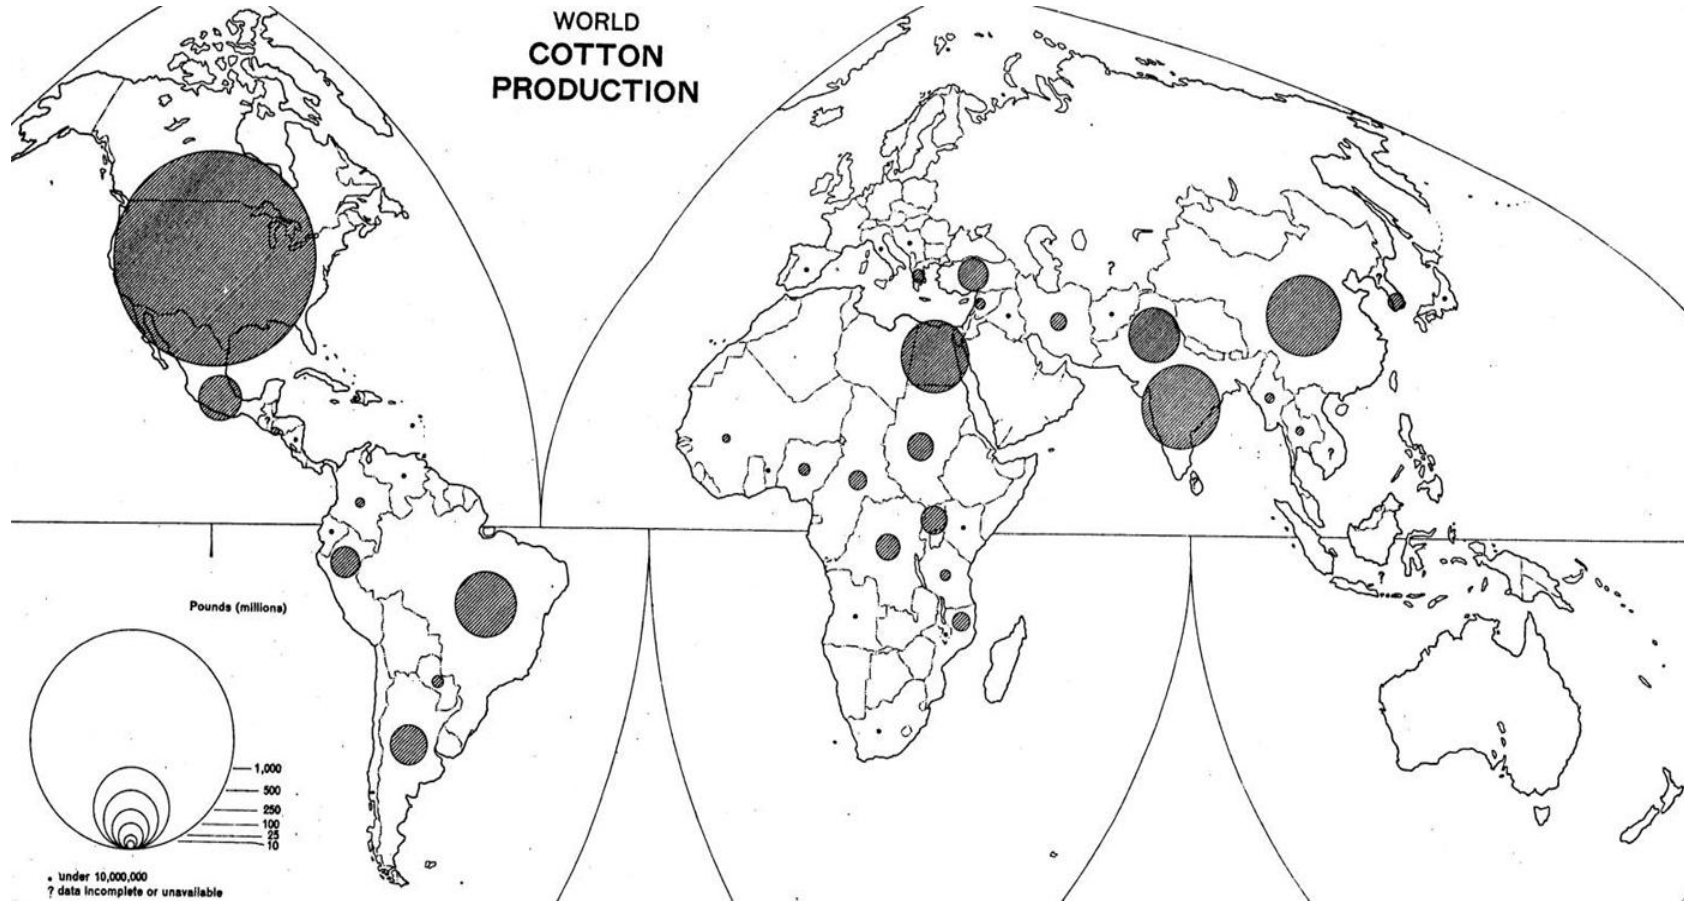 WORLD
COTTON
PRODUCTION
?
?
?
?
?
?
Pounds (millions)
1,000
500
250
100
25
10
. under 10,000,000
? data incomplete or unavailable